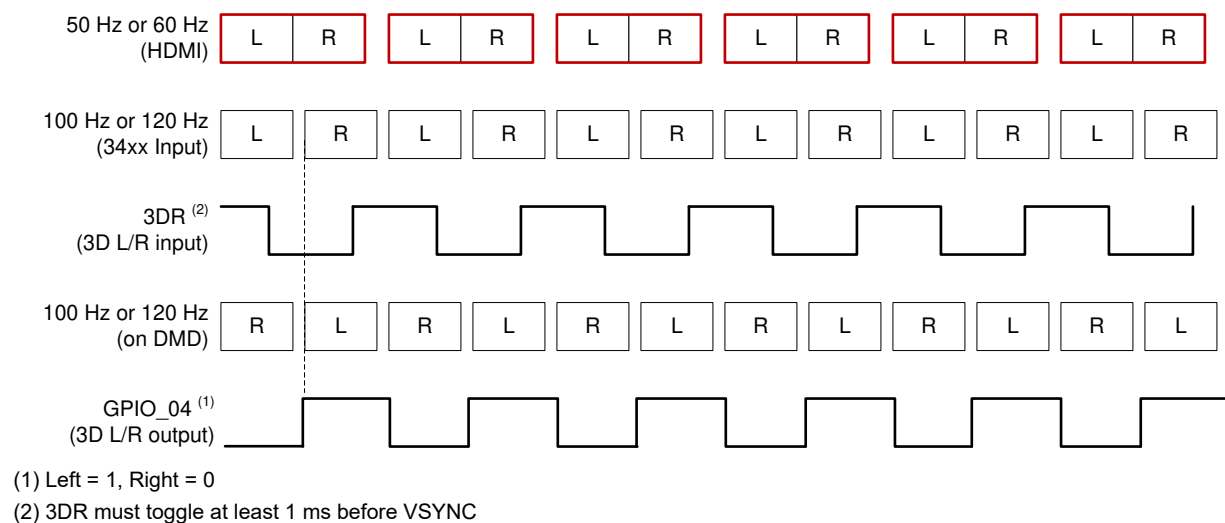 50 Hz or 60 Hz
(HDMI)
L R L R L R L R L R L R
100 Hz or 120 Hz
(34xx Input)
L R L R L R L R L R L R
3DR (2)
(3D L/R input)
100 Hz or 120 Hz
(on DMD)
R L R L R L R L R L R L
GPIO_04 (1)
(3D L/R output)
(1) Left = 1, Right = 0
(2) 3DR must toggle at least 1 ms before VSYNC